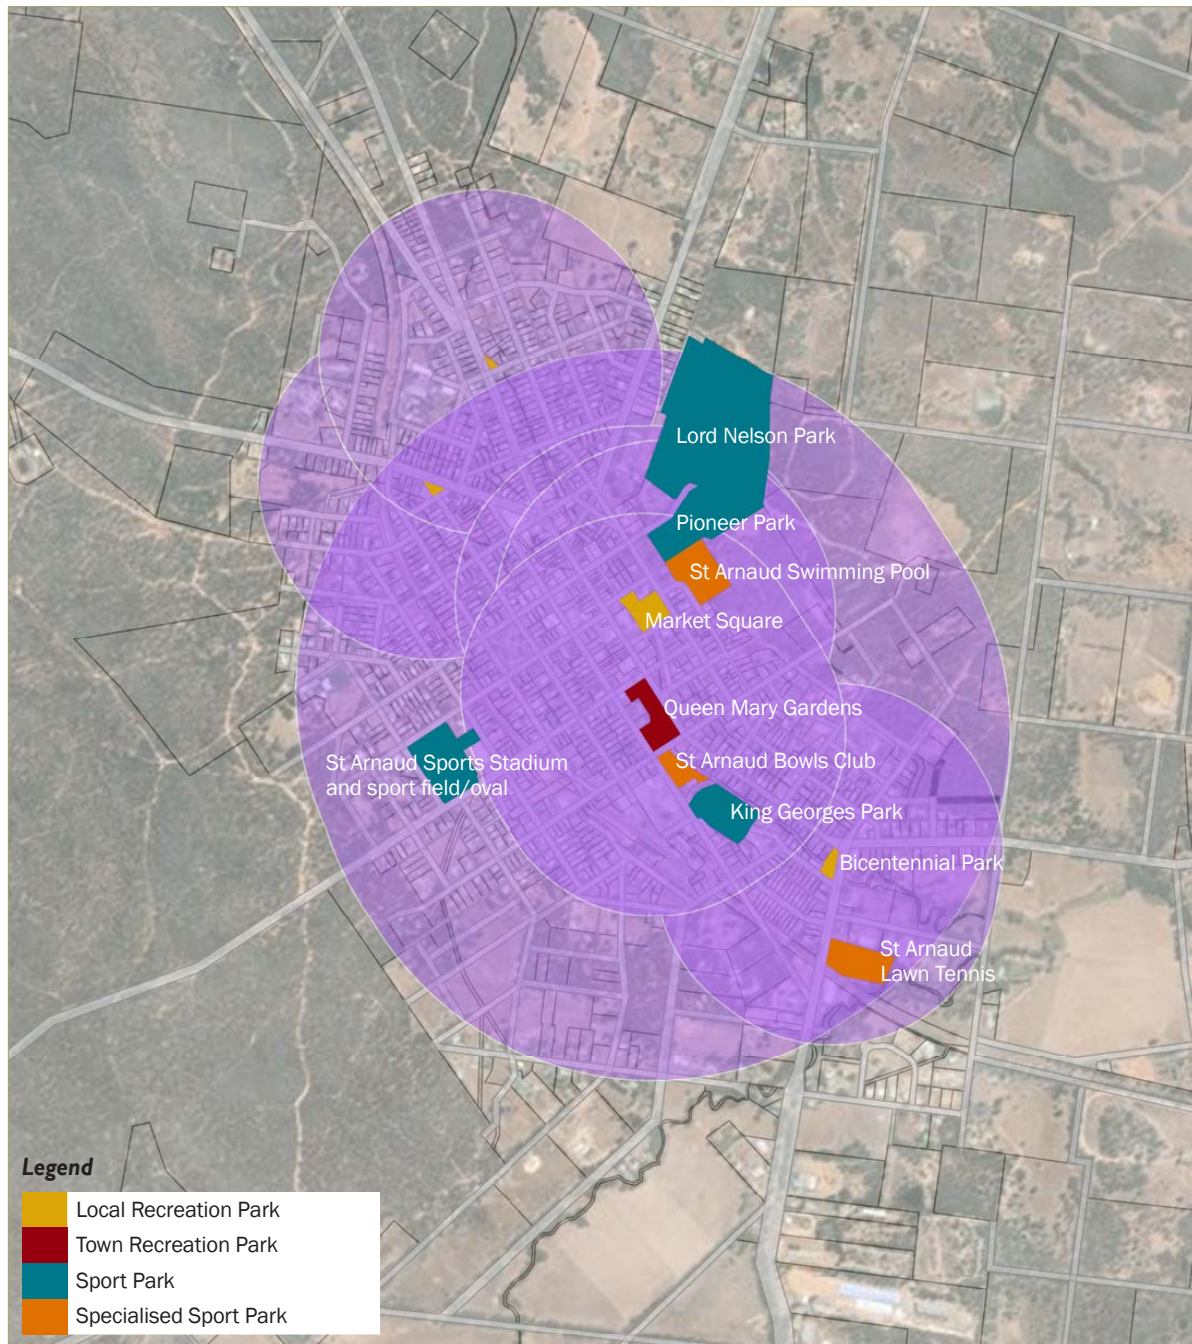 Lord Nelson Park
Pioneer Park
St Arnaud Swimming Pool
Market Square
Queen Mary Gardens
St Arnaud Sports Stadium
and sport field/oval
St Arnaud Bowls Club
King Georges Park
Bicentennial Park
St Arnaud
Lawn Tennis
Legend
Local Recreation Park
Town Recreation Park
Sport Park
Specialised Sport Park